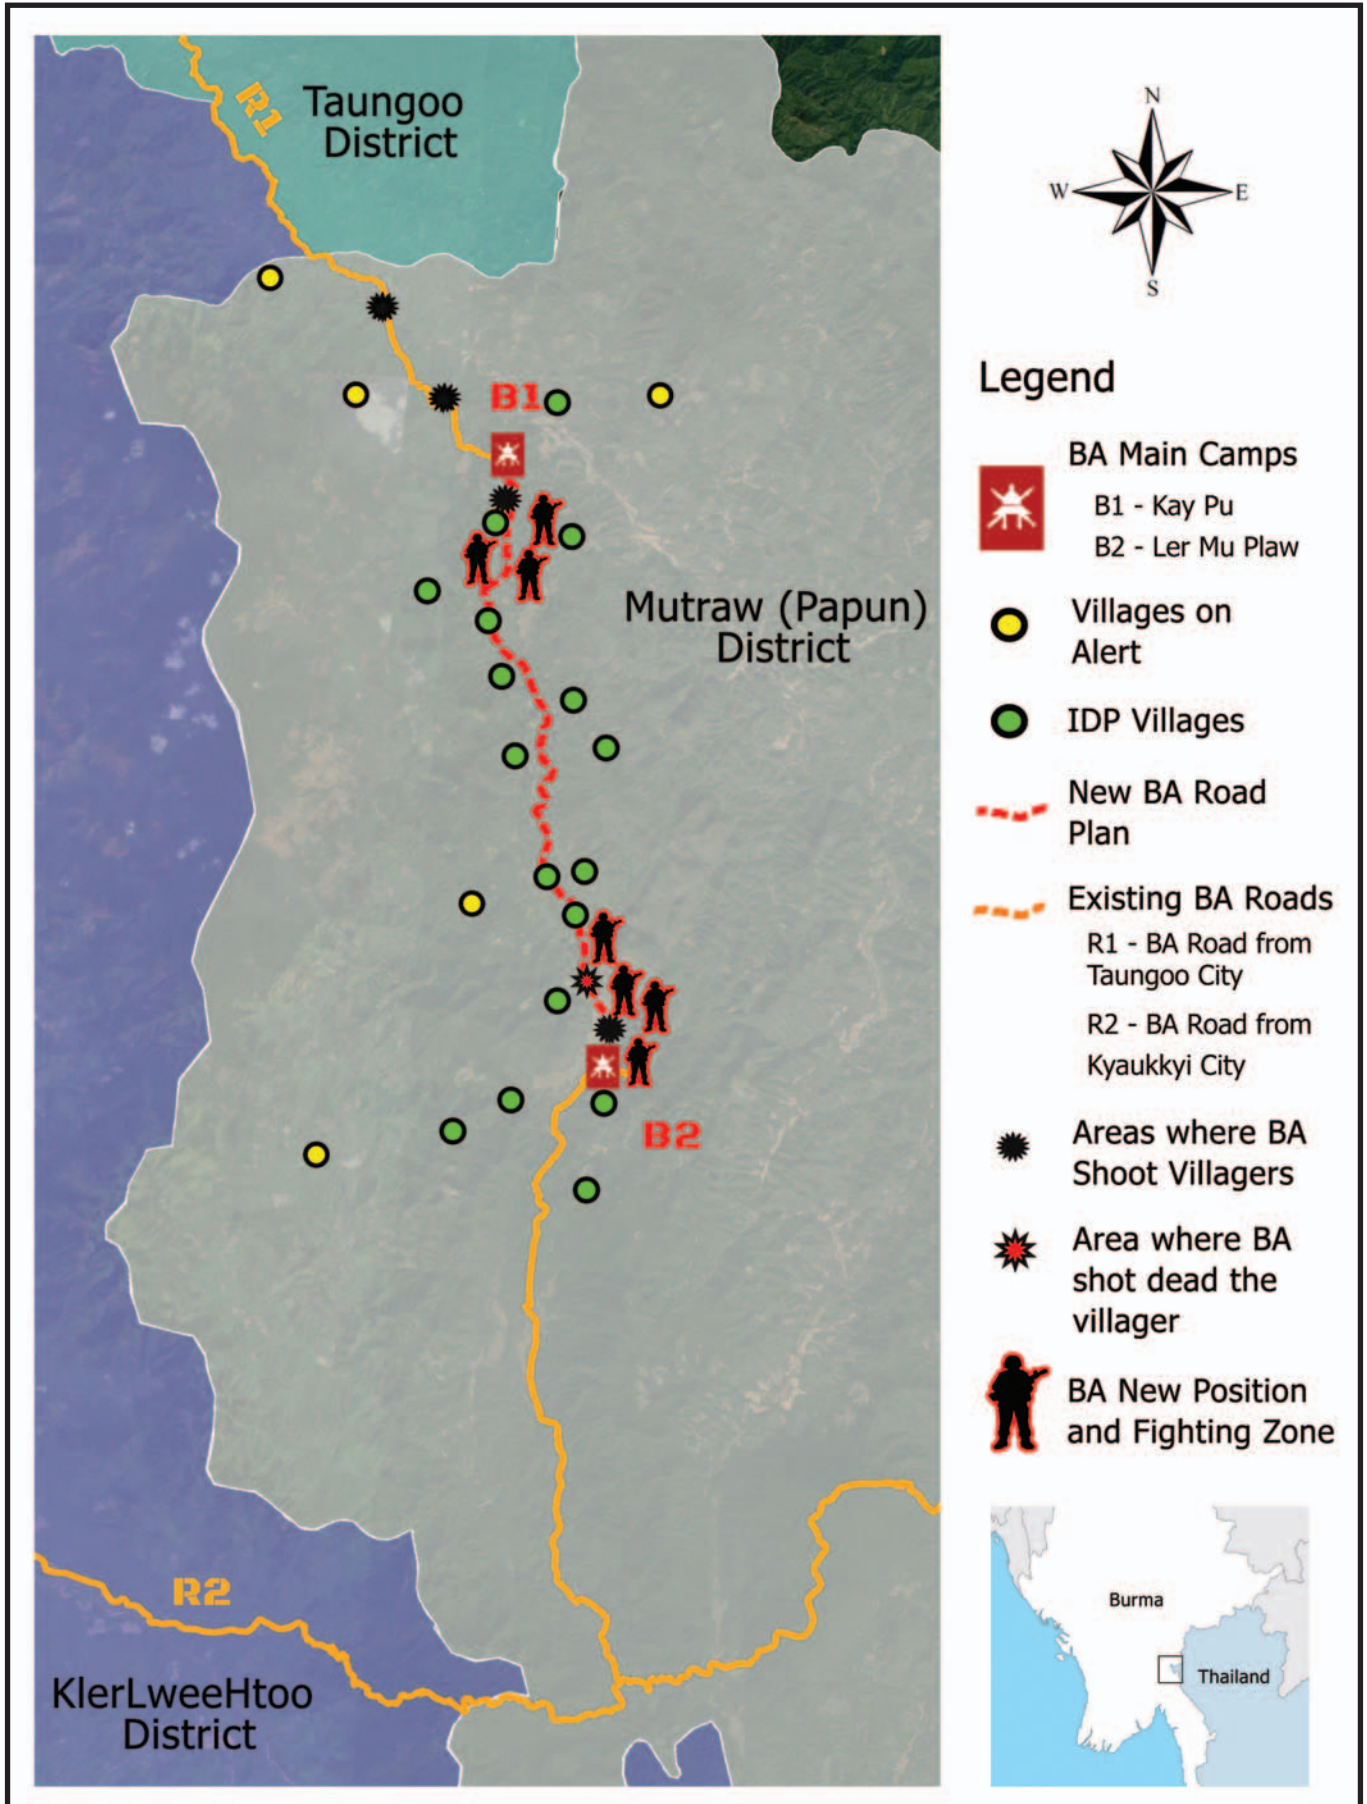 R1
Taungoo
District
B1
Mutraw (Papun)
District
B2
R2
KlerLweeHtoo
District
N
W
E
S
Legend
BA Main Camps
B1 - Kay Pu
B2 - Ler Mu Plaw
Villages on
Alert
IDP Villages
New BA Road
Plan
Existing BA Roads
R1 - BA Road from
Taungoo City
R2 - BA Road from
Kyaukkyi City
Areas where BA
Shoot Villagers
Area where BA
shot dead the
villager
BA New Position
and Fighting Zone
Burma
Thailand